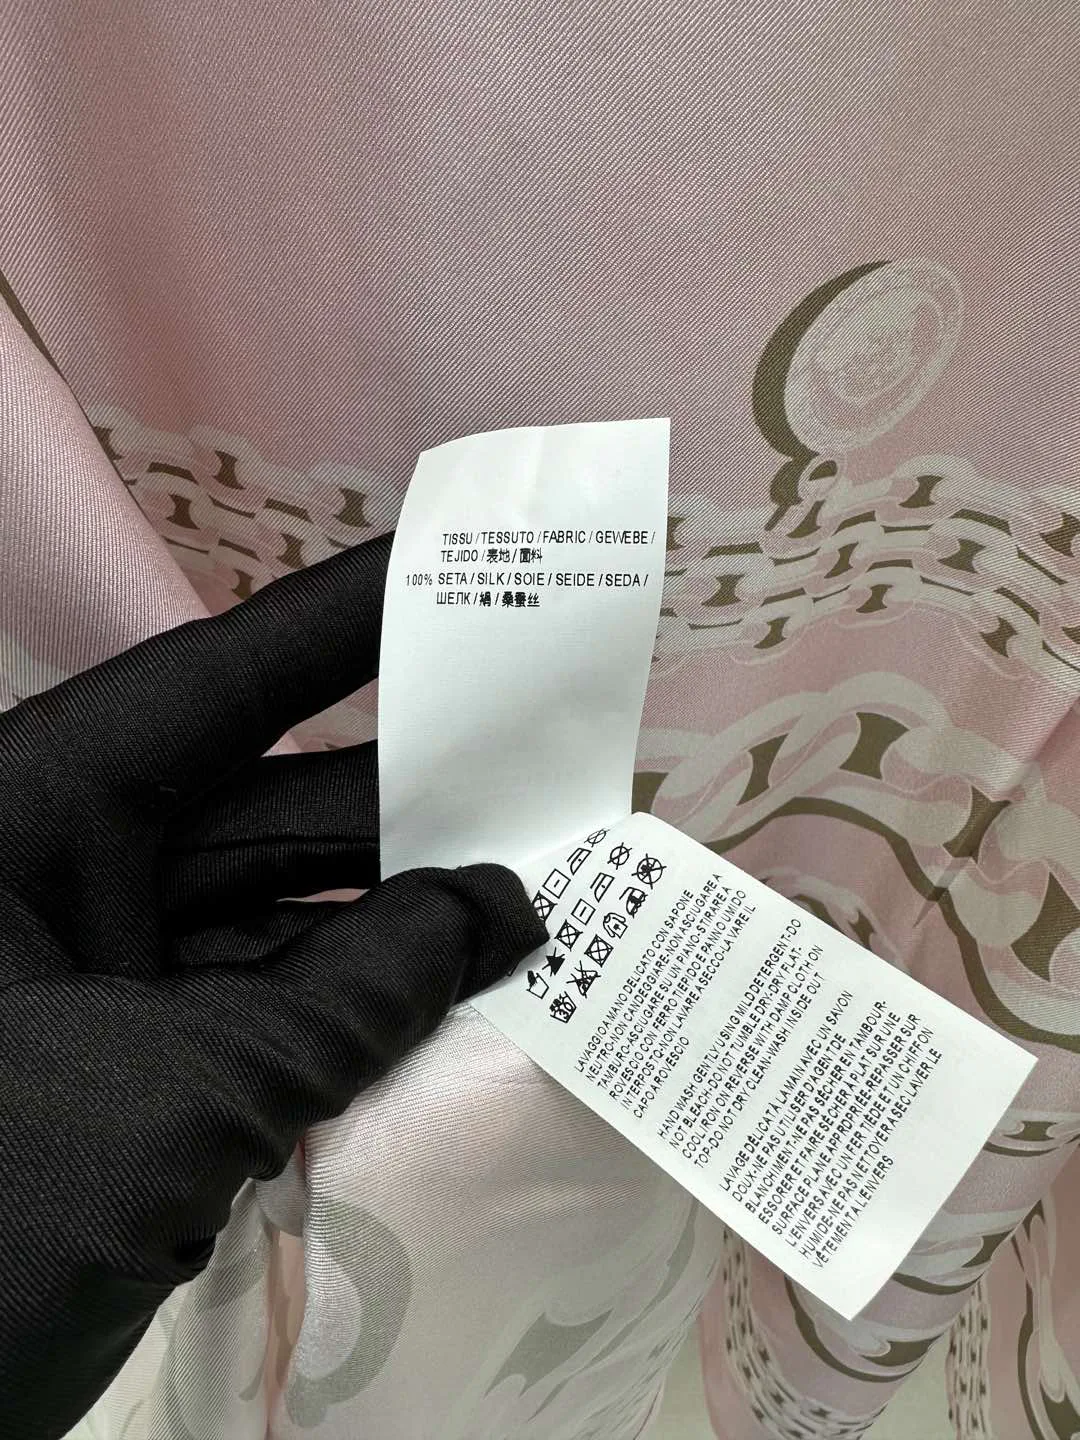 TISSU / TESSUTO / FABRIC / GEWEBE /
TEJIDO / 表地 / 面料
100% SETA / SILK / SOIE / SEIDE / SEDA /
ШЕЛК / 絹 / 桑蚕丝
LAVAGGIO A MANO DELICATO CON SAPONE
NEUTRO-NON CANDEGGIARE-NON ASCIUGARE A
TAMBURO-ASCIUGARE SU UN PIANO-STIRARE A
ROVESCIO CON FERRO TIEPIDO E PANNO UMIDO
INTERPOSTO-NON LAVARE A SECCO-LAVARE IL
CAPO A ROVESCIO
HAND WASH GENTLY USING MILD DETERGENT-DO
NOT BLEACH-DO NOT TUMBLE DRY-DRY FLAT-
COOL IRON ON REVERSE WITH DAMP CLOTH ON
TOP-DO NOT DRY CLEAN-WASH INSIDE OUT
LAVAGE DÉLICAT À LA MAIN AVEC UN SAVON
DOUX-NE PAS UTILISER D'AGENT DE
BLANCHIMENT-NE PAS SÉCHER EN TAMBOUR-
ESSORER ET FAIRE SÉCHER À PLAT SUR UNE
SURFACE PLANE APPROPRIÉE-REPASSER SUR
L'ENVERS AVEC UN FER TIÈDE ET UN CHIFFON
HUMIDE-NE PAS NETTOYER À SEC LAVER LE
VÊTEMENT A L'ENVERS